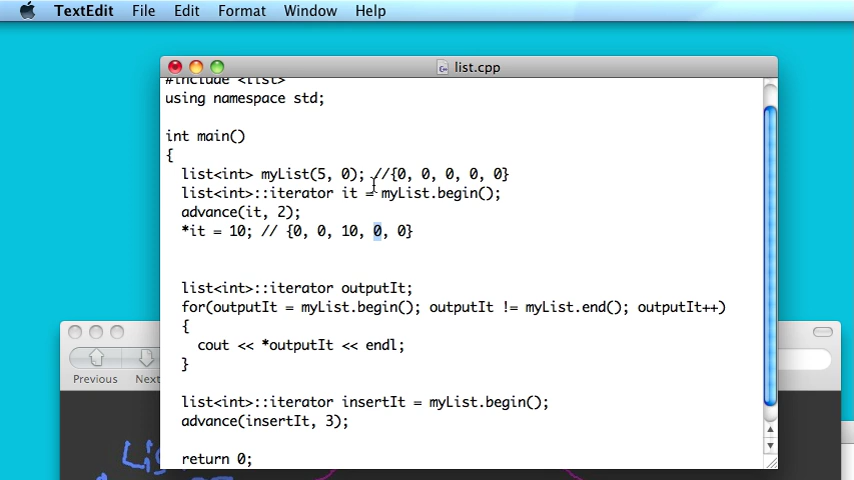 TextEdit File Edit Format Window Help
list.cpp
#include <list>
using namespace std;
int main()
{
list<int> myList(5, 0); //{0, 0, 0, 0, 0}
list<int>::iterator it = myList.begin();
advance(it, 2);
*it = 10; // {0, 0, 10, 0, 0}
list<int>::iterator outputIt;
for(outputIt = myList.begin(); outputIt != myList.end(); outputIt++)
{
cout << *outputIt << endl;
}
list<int>::iterator insertIt = myList.begin();
advance(insertIt, 3);
return 0;
Previous Next